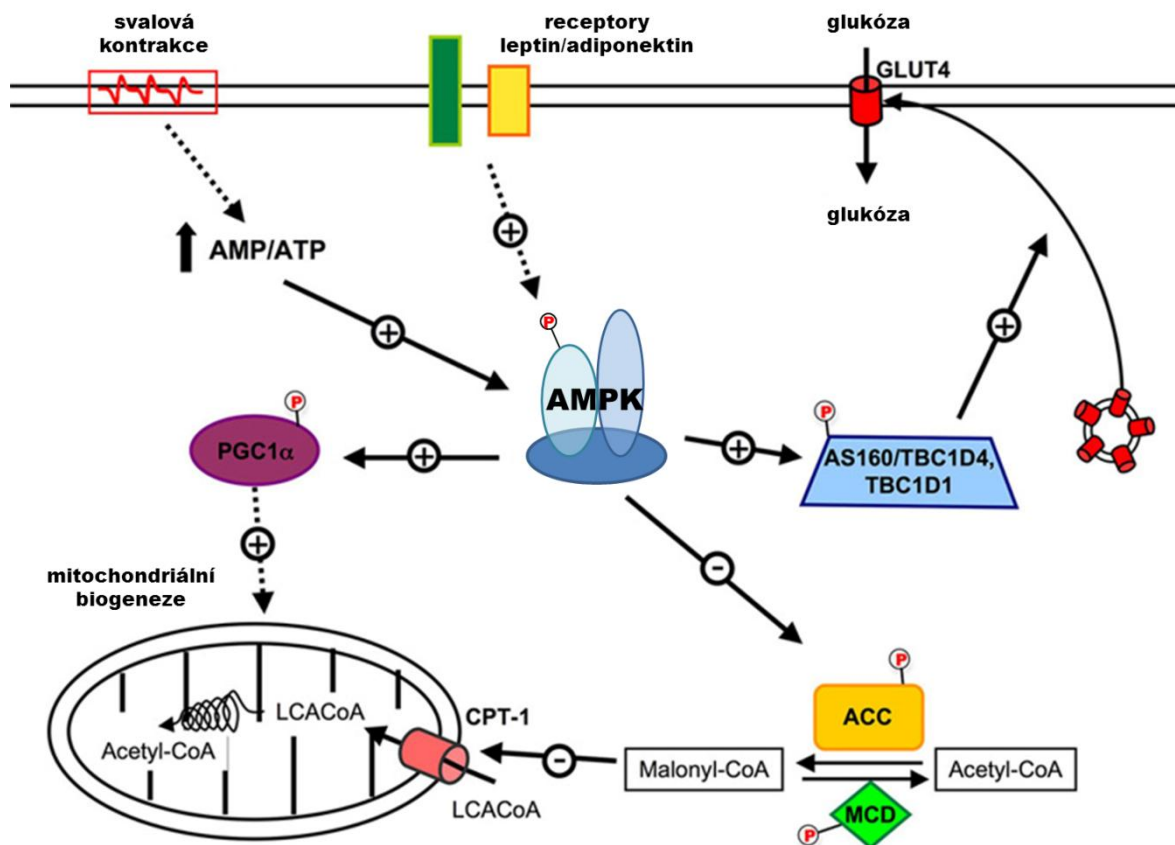 svalová
kontrakce
receptory
leptin/adiponektin
glukóza
GLUT4
glukóza
AMP/ATP
+
+
P
AMPK
P
PGC1α
+
+
P
AS160/TBC1D4,
TBC1D1
+
+
-
mitochondriální
biogeneze
LCACoA
Acetyl-CoA
CPT-1
LCACoA
-
Malonyl-CoA
P
ACC
Acetyl-CoA
MCD
P